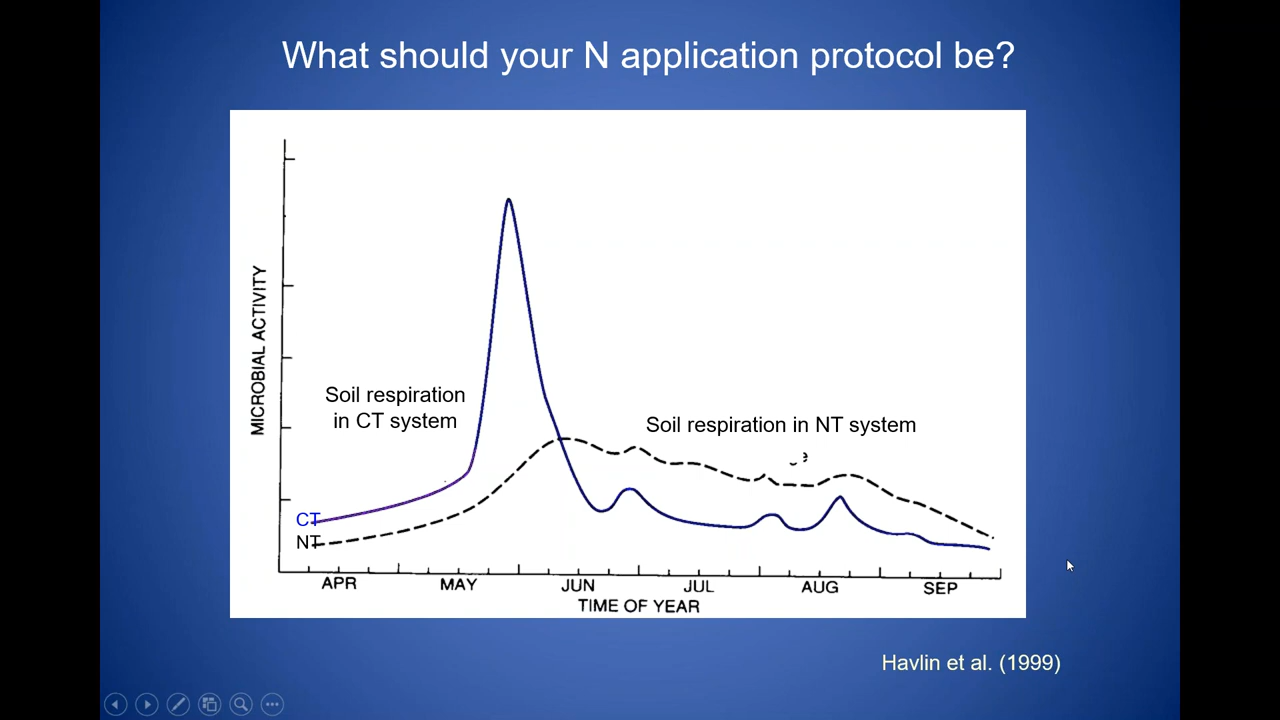 What should your N application protocol be?
MICROBIAL ACTIVITY
Soil respiration
in CT system
Soil respiration in NT system
CT
NT
APR MAY JUN JUL AUG SEP
TIME OF YEAR
Havlin et al. (1999)